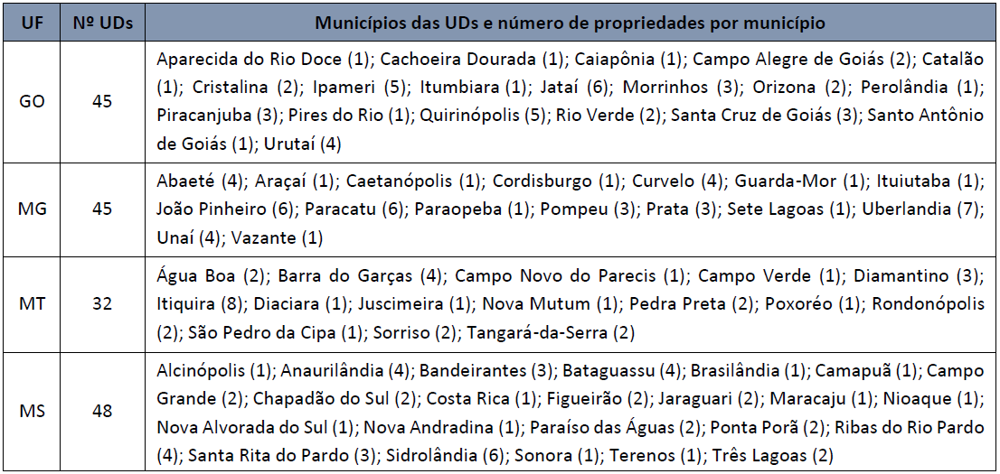 UF Nº UDs Municípios das UDs e número de propriedades por município
GO 45
Aparecida do Rio Doce (1); Cachoeira Dourada (1); Caiapônia (1); Campo Alegre de Goiás (2); Catalão
(1); Cristalina (2); Ipameri (5); Itumbiara (1); Jataí (6); Morrinhos (3); Orizona (2); Perolândia (1);
Piracanjuba (3); Pires do Rio (1); Quirinópolis (5); Rio Verde (2); Santa Cruz de Goiás (3); Santo Antônio
de Goiás (1); Urutaí (4)
MG 45
Abaeté (4); Araçaí (1); Caetanópolis (1); Cordisburgo (1); Curvelo (4); Guarda-Mor (1); Ituiutaba (1);
João Pinheiro (6); Paracatu (6); Paraopeba (1); Pompeu (3); Prata (3); Sete Lagoas (1); Uberlandia (7);
Unaí (4); Vazante (1)
MT 32
Água Boa (2); Barra do Garças (4); Campo Novo do Parecis (1); Campo Verde (1); Diamantino (3);
Itiquira (8); Diaciara (1); Juscimeira (1); Nova Mutum (1); Pedra Preta (2); Poxoréo (1); Rondonópolis
(2); São Pedro da Cipa (1); Sorriso (2); Tangará-da-Serra (2)
MS 48
Alcinópolis (1); Anaurilândia (4); Bandeirantes (3); Bataguassu (4); Brasilândia (1); Camapuã (1); Campo
Grande (2); Chapadão do Sul (2); Costa Rica (1); Figueirão (2); Jaraguari (2); Maracaju (1); Nioaque (1);
Nova Alvorada do Sul (1); Nova Andradina (1); Paraíso das Águas (2); Ponta Porã (2); Ribas do Rio Pardo
(4); Santa Rita do Pardo (3); Sidrolândia (6); Sonora (1); Terenos (1); Três Lagoas (2)